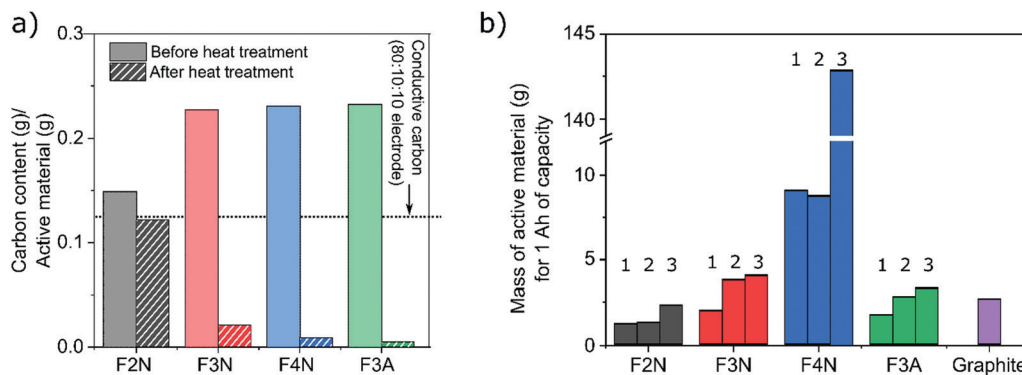 a)
Before heat treatment
After heat treatment
Conductive carbon
(80:10:10 electrode)
Carbon content (g)/
Active material (g)
0.3
0.2
0.1
0.0
F2N
F3N
F4N
F3A
b)
Mass of active material (g)
for 1 Ah of capacity
145
140
10
5
0
1 2 3
1 2 3
1 2 3
1 2 3
F2N
F3N
F4N
F3A
Graphite